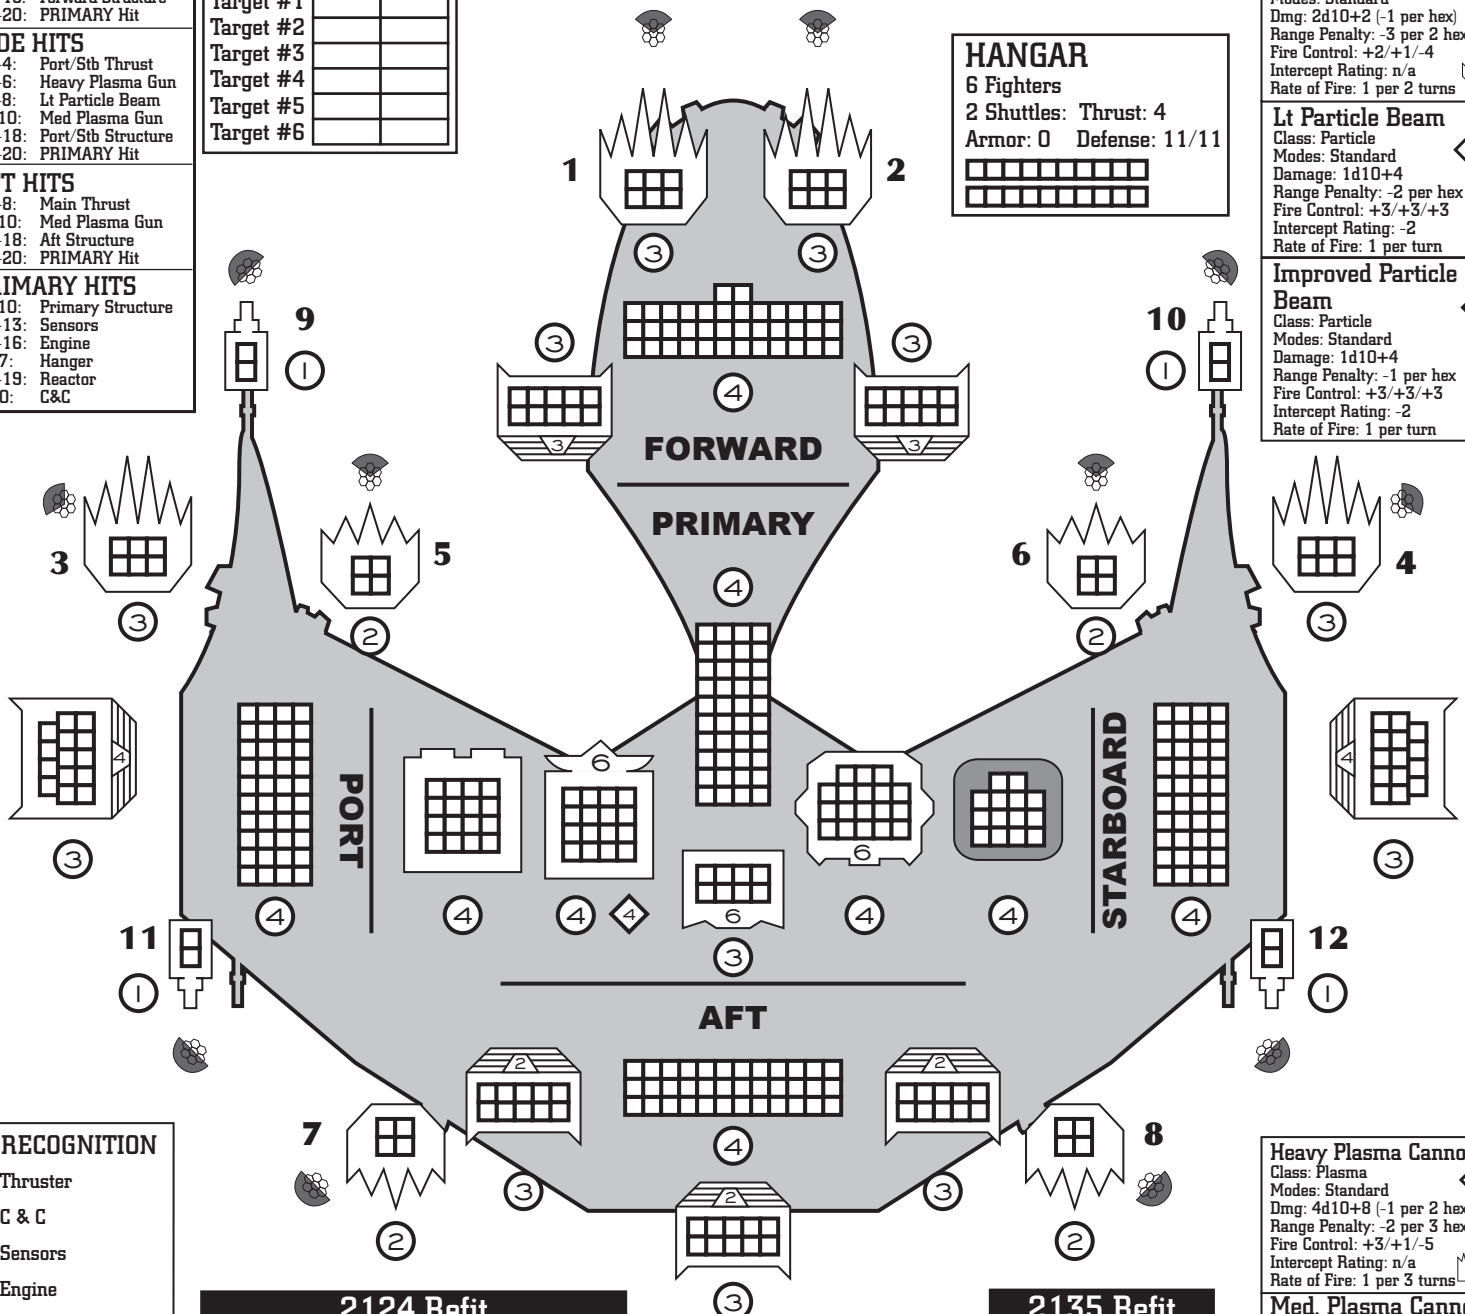 -20: PRIMARY Hit
DE HITS
-4: Port/Stb Thrust
-6: Heavy Plasma Gun
-8: Lt Particle Beam
10: Med Plasma Gun
-18: Port/Stb Structure
-20: PRIMARY Hit
T HITS
-8: Main Thrust
10: Med Plasma Gun
-18: Aft Structure
-20: PRIMARY Hit
IMARY HITS
10: Primary Structure
-13: Sensors
-16: Engine
7: Hanger
-19: Reactor
0: C&C
Target #1
Target #2
Target #3
Target #4
Target #5
Target #6
HANGAR
6 Fighters
2 Shuttles: Thrust: 4
Armor: 0 Defense: 11/11
Modes: Standard
Dmg: 2d10+2 (-1 per hex)
Range Penalty: -3 per 2 hex
Fire Control: +2/+1/-4
Intercept Rating: n/a
Rate of Fire: 1 per 2 turns
Lt Particle Beam
Class: Particle
Modes: Standard
Damage: 1d10+4
Range Penalty: -2 per hex
Fire Control: +3/+3/+3
Intercept Rating: -2
Rate of Fire: 1 per turn
Improved Particle
Beam
Class: Particle
Modes: Standard
Damage: 1d10+4
Range Penalty: -1 per hex
Fire Control: +3/+3/+3
Intercept Rating: -2
Rate of Fire: 1 per turn
1
2
3
3
9
10
1
1
3
3
4
3
3
FORWARD
PRIMARY
3
5
6
4
3
2
4
2
3
4
PORT
6
6
STARBOARD
4
3
4
4
4
4
6
4
4
4
3
3
11
12
1
1
AFT
2
2
7
8
4
3
2
3
2
2
3
RECOGNITION
Thruster
C & C
Sensors
Engine
2124 Refit
2135 Refit
Heavy Plasma Canno
Class: Plasma
Modes: Standard
Dmg: 4d10+8 (-1 per 2 hex
Range Penalty: -2 per 3 hex
Fire Control: +3/+1/-5
Intercept Rating: n/a
Rate of Fire: 1 per 3 turns
Med. Plasma Canno